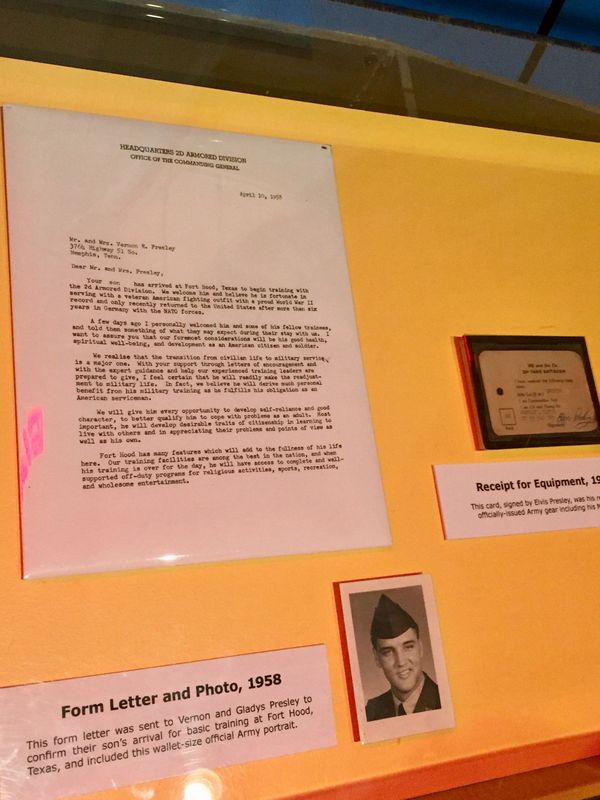 HEADQUARTERS 2D ARMORED DIVISION
OFFICE OF THE COMMANDING GENERAL
April 10, 1958
Mr. and Mrs. Vernon E. Presley
3764 Highway 51 So.
Memphis, Tenn.
Dear Mr. and Mrs. Presley,
Your son has arrived at Fort Hood, Texas to begin training with
the 2d Armored Division. We welcome him and believe he is fortunate in
serving with a veteran American fighting outfit with a proud World War II
record and only recently returned to the United States after more than six
years in Germany with the NATO forces.
A few days ago I personally welcomed him and some of his fellow trainees,
and told them something of what they may expect during their stay with us. I
want to assure you that our foremost considerations will be his good health,
spiritual well-being, and development as an American citizen and soldier.
We realize that the transition from civilian life to military service
is a major one. With your support through letters of encouragement and
with the expert guidance and help our experienced training leaders are
prepared to give, I feel certain that he will readily make the readjust-
ment to military life. In fact, we believe he will derive much personal
benefit from his military training as he fulfills his obligation as an
American serviceman.
We will give him every opportunity to develop self-reliance and good
character, to better qualify him to cope with problems as an adult. Most
important, he will develop desirable traits of citizenship in learning to
live with others and in appreciating their problems and points of view as
well as his own.
Fort Hood has many features which will add to the fullness of his life
here. Our training facilities are among the best in the nation, and when
his training is over for the day, he will have access to complete and well-
supported off-duty programs for religious activities, sports, recreation,
and wholesome entertainment.
Receipt for Equipment, 19
This card, signed by Elvis Presley, was his re
officially-issued Army gear including his
Form Letter and Photo, 1958
This form letter was sent to Vernon and Gladys Presley to
confirm their son's arrival for basic training at Fort Hood,
Texas, and included this wallet-size official Army portrait.